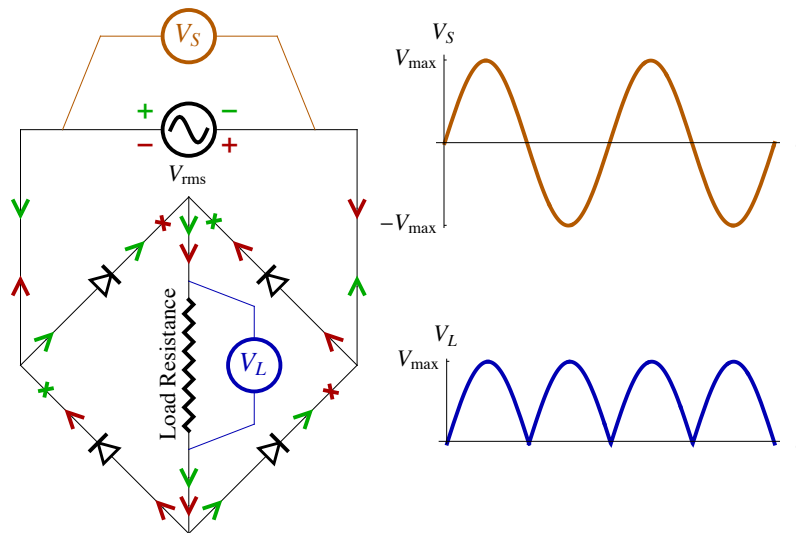 V_S
+ −
− +
V_rms
Load Resistance
V_L
V_S
V_max
−V_max
V_L
V_max